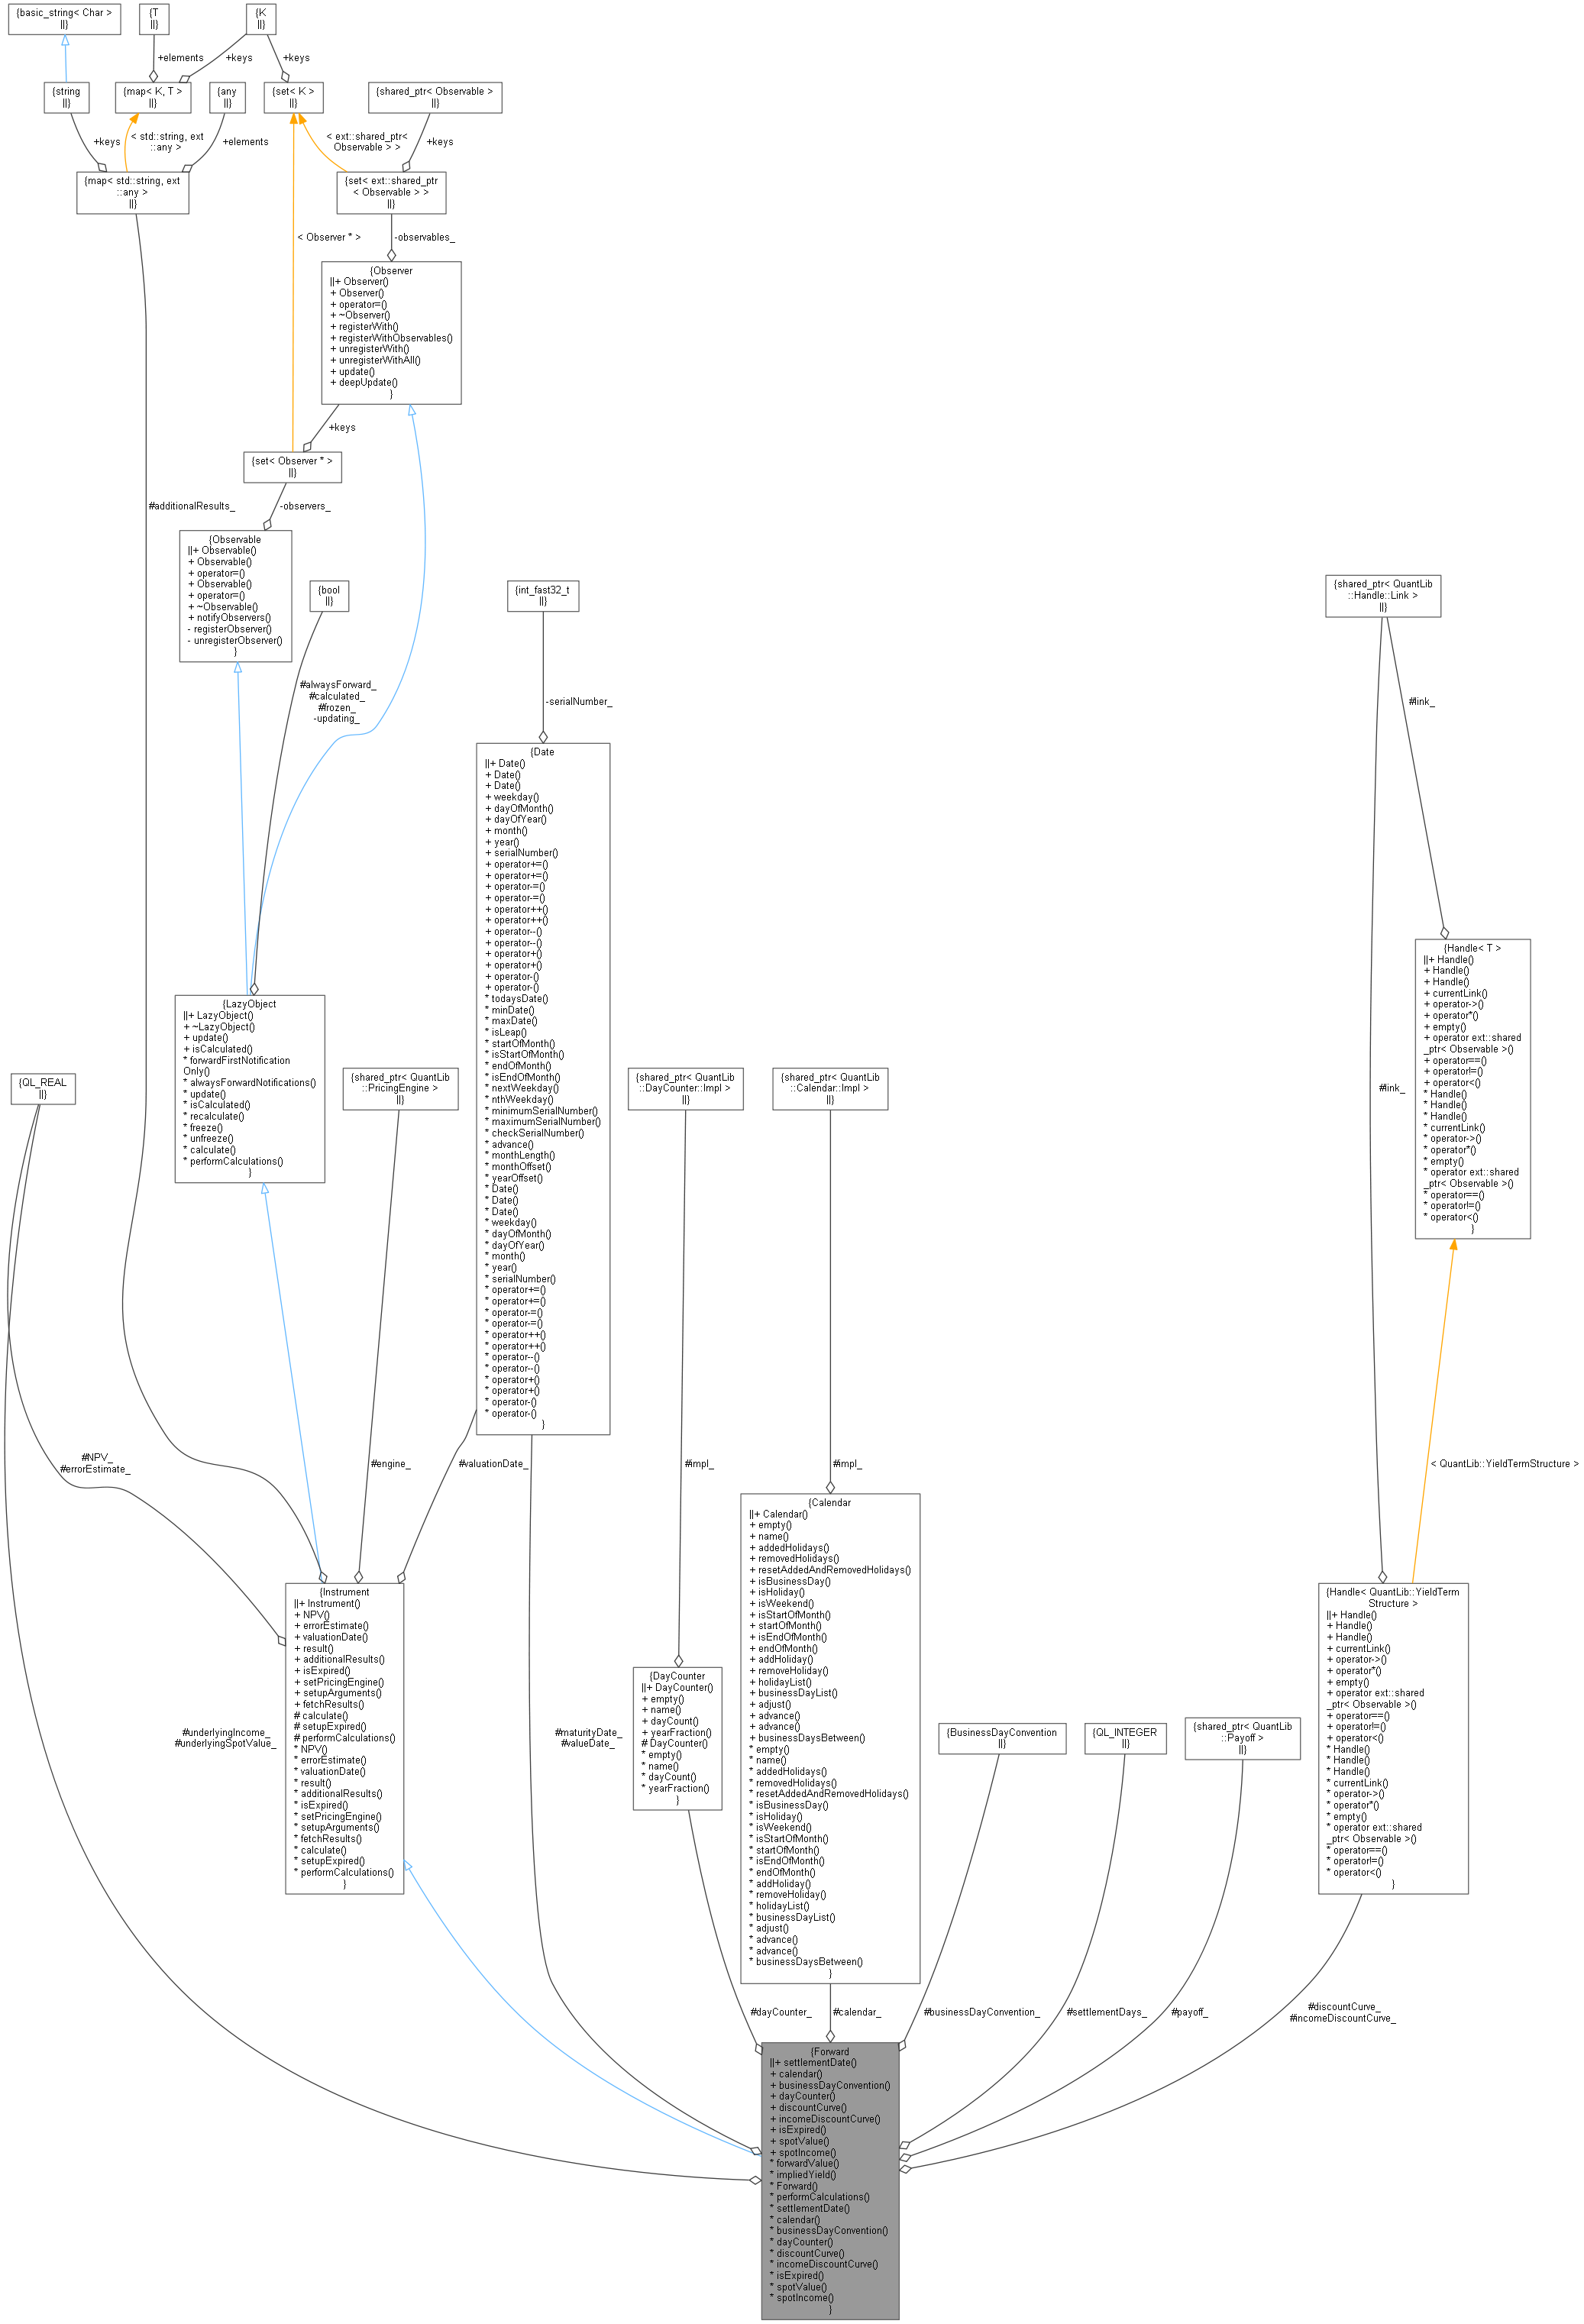 {basic_string< Char >
||}
{T
||}
{K
||}
+elements
+keys
+keys
{string
||}
{map< K, T >
||}
{any
||}
{set< K >
||}
{shared_ptr< Observable >
||}
+keys
< std::string, ext
::any >
+elements
< ext::shared_ptr<
Observable > >
+keys
{map< std::string, ext
::any >
||}
{set< ext::shared_ptr
< Observable > >
||}
< Observer * >
-observables_
{Observer
||+ Observer()
+ Observer()
+ operator=()
+ ~Observer()
+ registerWith()
+ registerWithObservables()
+ unregisterWith()
+ unregisterWithAll()
+ update()
+ deepUpdate()
}
+keys
{set< Observer * >
||}
#additionalResults_
-observers_
{Observable
||+ Observable()
+ Observable()
+ operator=()
+ Observable()
+ operator=()
+ ~Observable()
+ notifyObservers()
- registerObserver()
- unregisterObserver()
}
{bool
||}
{int_fast32_t
||}
{shared_ptr< QuantLib
::Handle::Link >
||}
#alwaysForward_
#calculated_
#frozen_
-updating_
-serialNumber_
#link_
{Date
||+ Date()
+ Date()
+ Date()
+ weekday()
+ dayOfMonth()
+ dayOfYear()
+ month()
+ year()
+ serialNumber()
+ operator+=()
+ operator+=()
+ operator-=()
+ operator-=()
+ operator++()
+ operator++()
+ operator--()
+ operator--()
+ operator+()
+ operator+()
+ operator-()
+ operator-()
* todaysDate()
* minDate()
* maxDate()
* isLeap()
* startOfMonth()
* isStartOfMonth()
* endOfMonth()
* isEndOfMonth()
* nextWeekday()
* nthWeekday()
* minimumSerialNumber()
* maximumSerialNumber()
* checkSerialNumber()
* advance()
* monthLength()
* monthOffset()
* yearOffset()
* Date()
* Date()
* Date()
* weekday()
* dayOfMonth()
* dayOfYear()
* month()
* year()
* serialNumber()
* operator+=()
* operator+=()
* operator-=()
* operator-=()
* operator++()
* operator++()
* operator--()
* operator--()
* operator+()
* operator+()
* operator-()
* operator-()
}
{Handle< T >
||+ Handle()
+ Handle()
+ Handle()
+ currentLink()
+ operator->()
+ operator*()
+ empty()
+ operator ext::shared
_ptr< Observable >()
+ operator==()
+ operator!=()
+ operator<()
* Handle()
* Handle()
* Handle()
* currentLink()
* operator->()
* operator*()
* empty()
* operator ext::shared
_ptr< Observable >()
* operator==()
* operator!=()
* operator<()
}
{LazyObject
||+ LazyObject()
+ ~LazyObject()
+ update()
+ isCalculated()
* forwardFirstNotification
Only()
* alwaysForwardNotifications()
* update()
* isCalculated()
* recalculate()
* freeze()
* unfreeze()
* calculate()
* performCalculations()
}
{QL_REAL
||}
{shared_ptr< QuantLib
::PricingEngine >
||}
{shared_ptr< QuantLib
::DayCounter::Impl >
||}
{shared_ptr< QuantLib
::Calendar::Impl >
||}
#link_
#NPV_
#errorEstimate_
#engine_
#valuationDate_
#impl_
#impl_
< QuantLib::YieldTermStructure >
{Calendar
||+ Calendar()
+ empty()
+ name()
+ addedHolidays()
+ removedHolidays()
+ resetAddedAndRemovedHolidays()
+ isBusinessDay()
+ isHoliday()
+ isWeekend()
+ isStartOfMonth()
+ startOfMonth()
+ isEndOfMonth()
+ endOfMonth()
+ addHoliday()
+ removeHoliday()
+ holidayList()
+ businessDayList()
+ adjust()
+ advance()
+ advance()
+ businessDaysBetween()
* empty()
* name()
* addedHolidays()
* removedHolidays()
* resetAddedAndRemovedHolidays()
* isBusinessDay()
* isHoliday()
* isWeekend()
* isStartOfMonth()
* startOfMonth()
* isEndOfMonth()
* endOfMonth()
* addHoliday()
* removeHoliday()
* holidayList()
* businessDayList()
* adjust()
* advance()
* advance()
* businessDaysBetween()
}
{Instrument
||+ Instrument()
+ NPV()
+ errorEstimate()
+ valuationDate()
+ result()
+ additionalResults()
+ isExpired()
+ setPricingEngine()
+ setupArguments()
+ fetchResults()
# calculate()
# setupExpired()
# performCalculations()
* NPV()
* errorEstimate()
* valuationDate()
* result()
* additionalResults()
* isExpired()
* setPricingEngine()
* setupArguments()
* fetchResults()
* calculate()
* setupExpired()
* performCalculations()
}
{Handle< QuantLib::YieldTerm
Structure >
||+ Handle()
+ Handle()
+ Handle()
+ currentLink()
+ operator->()
+ operator*()
+ empty()
+ operator ext::shared
_ptr< Observable >()
+ operator==()
+ operator!=()
+ operator<()
* Handle()
* Handle()
* Handle()
* currentLink()
* operator->()
* operator*()
* empty()
* operator ext::shared
_ptr< Observable >()
* operator==()
* operator!=()
* operator<()
}
{DayCounter
||+ DayCounter()
+ empty()
+ name()
+ dayCount()
+ yearFraction()
# DayCounter()
* empty()
* name()
* dayCount()
* yearFraction()
}
#underlyingIncome_
#underlyingSpotValue_
#maturityDate_
#valueDate_
{BusinessDayConvention
||}
{QL_INTEGER
||}
{shared_ptr< QuantLib
::Payoff >
||}
#dayCounter_
#calendar_
#businessDayConvention_
#settlementDays_
#payoff_
#discountCurve_
#incomeDiscountCurve_
{Forward
||+ settlementDate()
+ calendar()
+ businessDayConvention()
+ dayCounter()
+ discountCurve()
+ incomeDiscountCurve()
+ isExpired()
+ spotValue()
+ spotIncome()
* forwardValue()
* impliedYield()
* Forward()
* performCalculations()
* settlementDate()
* calendar()
* businessDayConvention()
* dayCounter()
* discountCurve()
* incomeDiscountCurve()
* isExpired()
* spotValue()
* spotIncome()
}